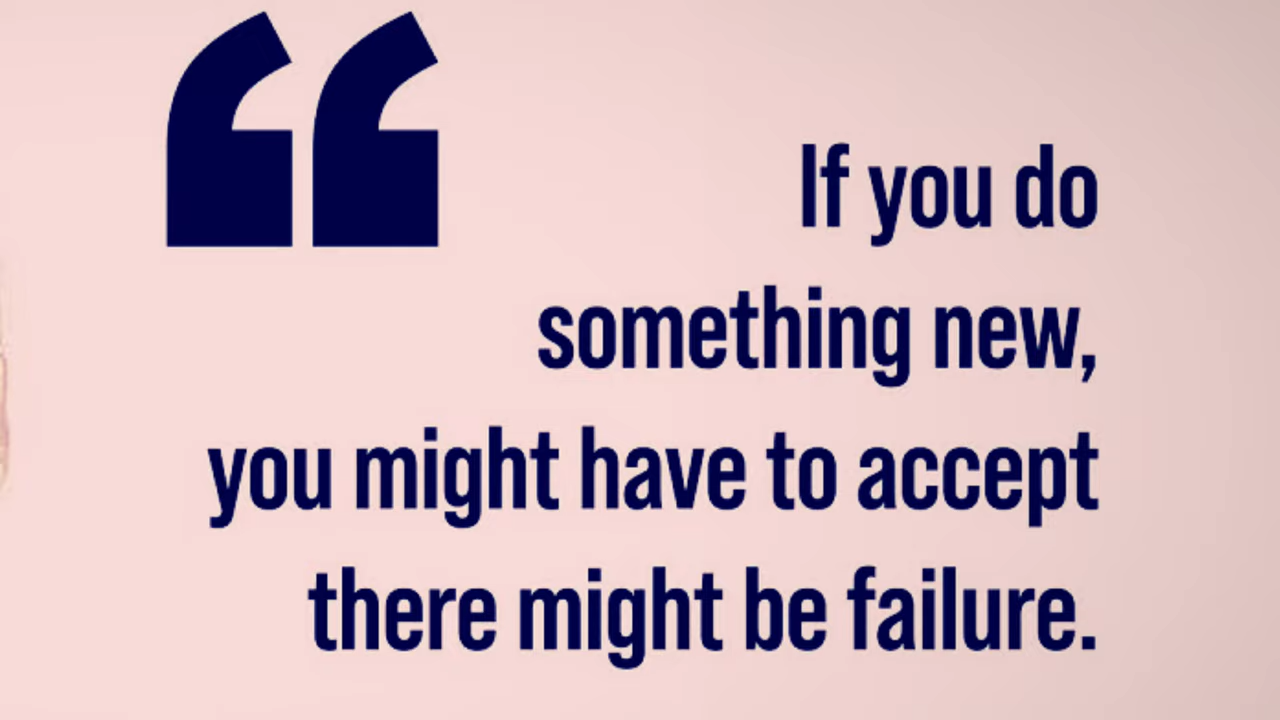 “
If you do
something new,
you might have to accept
there might be failure.